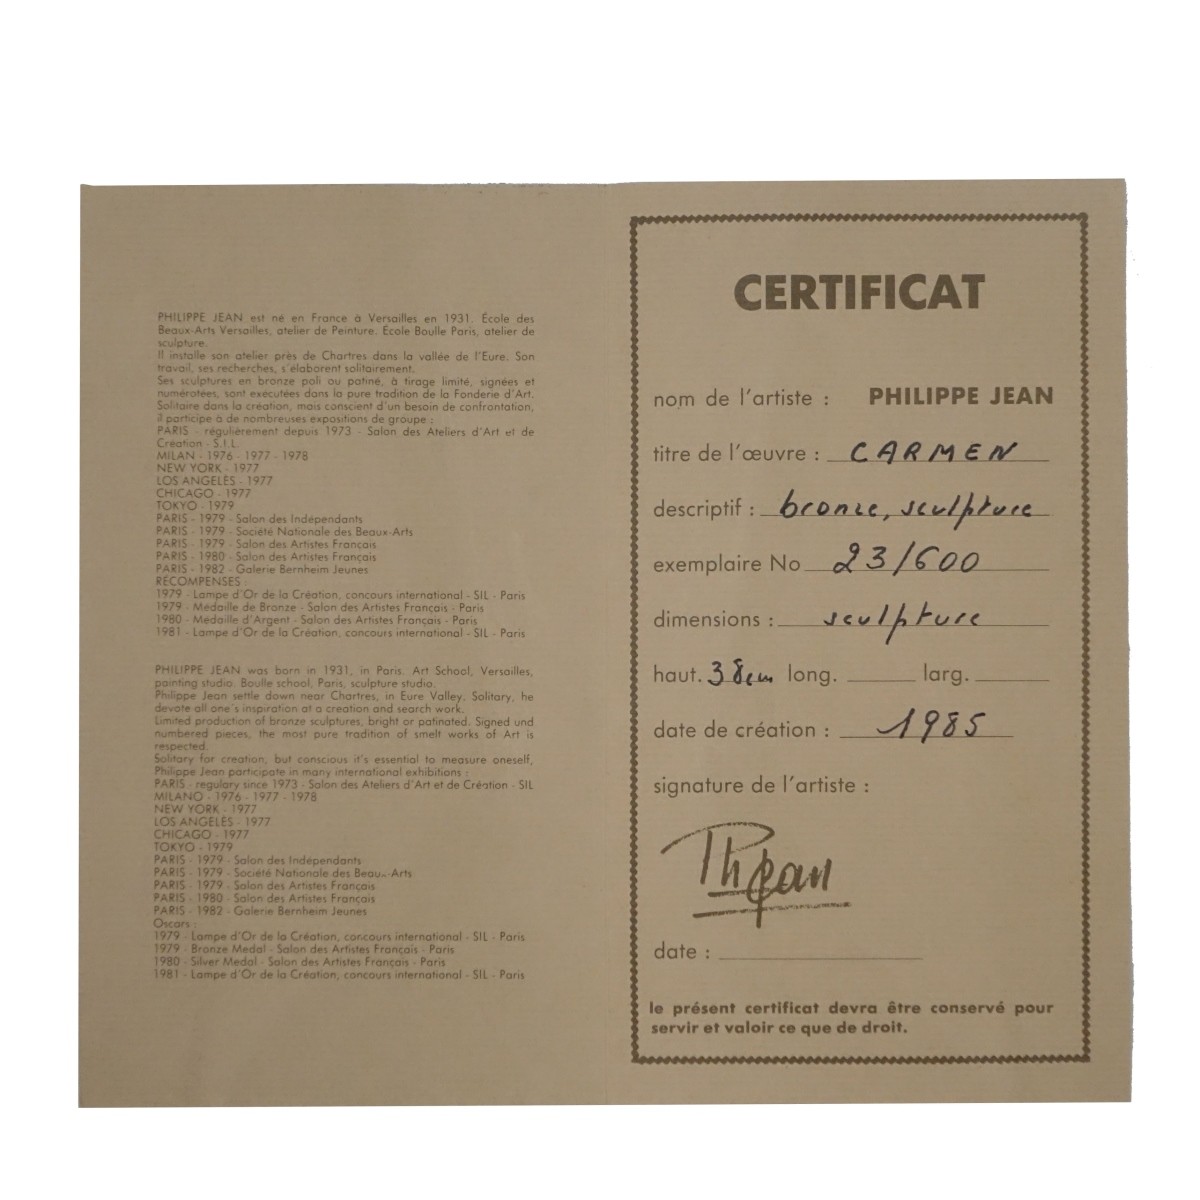 PHILIPPE JEAN est né en France à Versailles en 1931. École des
Beaux-Arts Versailles, atelier de Peinture. École Boulle Paris, atelier de
sculpture.
Il installe son atelier près de Chartres dans la vallée de l'Eure. Son
travail, ses recherches, s'élaborent solitairement.
Ses sculptures en bronze poli ou patiné, à tirage limité, signées et
numérotées, sont exécutées dans la pure tradition de la Fonderie d'Art.
Solitaire dans la création, mais conscient d'un besoin de confrontation,
il participe à de nombreuses expositions de groupe :
PARIS - régulièrement depuis 1973 - Salon des Ateliers d'Art et de
Création - S.I.L.
MILAN - 1976 - 1977 - 1978
NEW YORK - 1977
LOS ANGELES - 1977
CHICAGO - 1977
TOKYO - 1979
PARIS - 1979 - Salon des Indépendants
PARIS - 1979 - Société Nationale des Beaux-Arts
PARIS - 1979 - Salon des Artistes Français
PARIS - 1980 - Salon des Artistes Français
PARIS - 1982 - Galerie Bernheim Jeunes
RÉCOMPENSES :
1979 - Lampe d'Or de la Création, concours international - SIL - Paris
1979 - Médaille de Bronze - Salon des Artistes Français - Paris
1980 - Médaille d'Argent - Salon des Artistes Français - Paris
1981 - Lampe d'Or de la Création, concours international - SIL - Paris
PHILIPPE JEAN was born in 1931, in Paris. Art School, Versailles,
painting studio. Boulle school, Paris, sculpture studio.
Philippe Jean settle down near Chartres, in Eure Valley. Solitary, he
devote all one's inspiration at a creation and search work.
Limited production of bronze sculptures, bright or patinated. Signed und
numbered pieces, the most pure tradition of smelt works of Art is
respected.
Solitary for creation, but conscious it's essential to measure oneself,
Philippe Jean participate in many international exhibitions :
PARIS - regulary since 1973 - Salon des Ateliers d'Art et de Création - SIL
MILANO - 1976 - 1977 - 1978
NEW YORK - 1977
LOS ANGELES - 1977
CHICAGO - 1977
TOKYO - 1979
PARIS - 1979 - Salon des Indépendants
PARIS - 1979 - Société Nationale des Beaux-Arts
PARIS - 1979 - Salon des Artistes Français
PARIS - 1980 - Salon des Artistes Français
PARIS - 1982 - Galerie Bernheim Jeunes
Oscars :
1979 - Lampe d'Or de la Création, concours international - SIL - Paris
1979 - Bronze Medal - Salon des Artistes Français - Paris
1980 - Silver Medal - Salon des Artistes Français - Paris
1981 - Lampe d'Or de la Création, concours international - SIL - Paris
CERTIFICAT
nom de l'artiste : PHILIPPE JEAN
titre de l'œuvre : CARMEN
descriptif : bronze, sculpture
exemplaire No 23/600
dimensions : sculpture
haut. 38cm long. larg.
date de création : 1985
signature de l'artiste :
Ph Jean
date :
le présent certificat devra être conservé pour
servir et valoir ce que de droit.